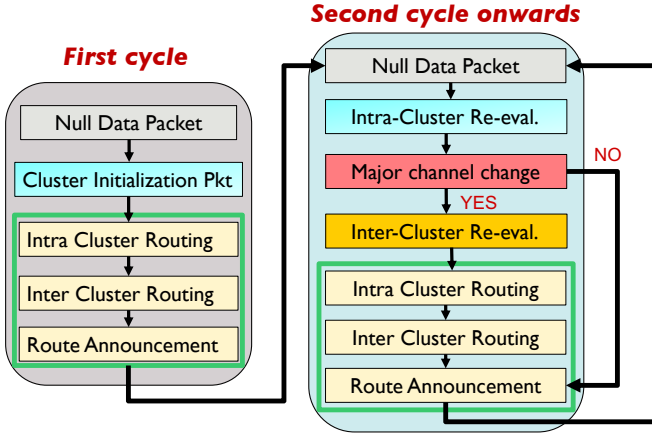 First cycle
Null Data Packet
Cluster Initialization Pkt
Intra Cluster Routing
Inter Cluster Routing
Route Announcement
Second cycle onwards
Null Data Packet
Intra-Cluster Re-eval.
Major channel change
NO
YES
Inter-Cluster Re-eval.
Intra Cluster Routing
Inter Cluster Routing
Route Announcement